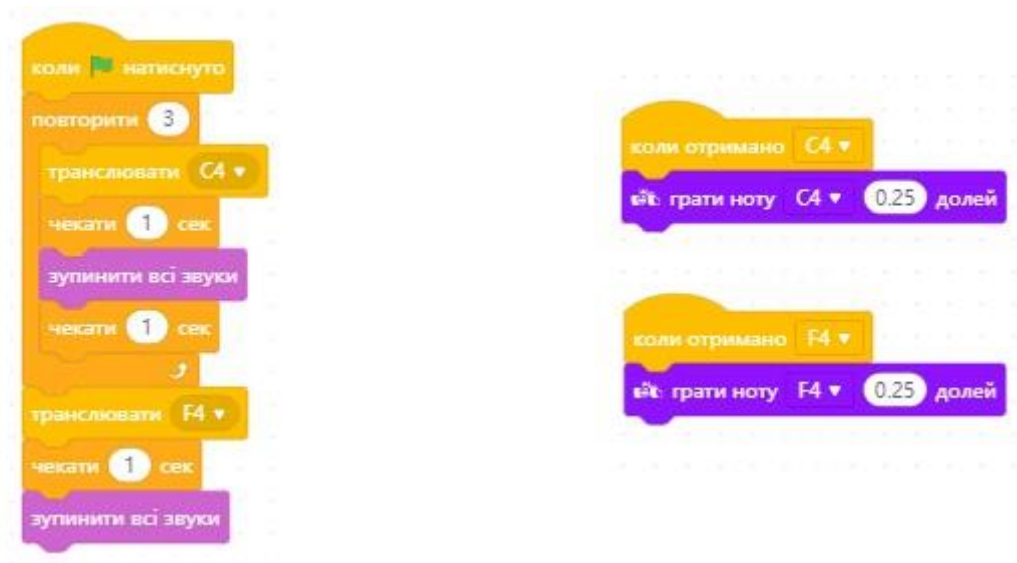 коли натиснуто
повторити 3
транслювати C4
чекати 1 сек
зупинити всі звуки
чекати 1 сек
транслювати F4
чекати 1 сек
зупинити всі звуки
коли отримано C4
грати ноту C4 0.25 долей
коли отримано F4
грати ноту F4 0.25 долей